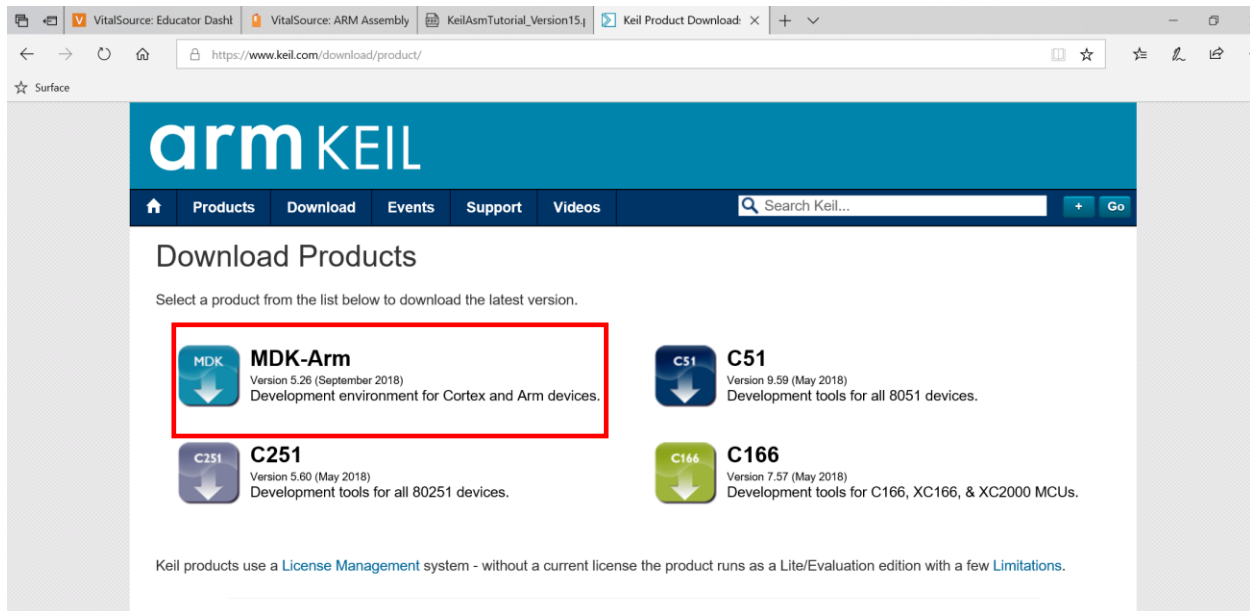 VitalSource: Educator Dashb
VitalSource: ARM Assembly
KeilAsmTutorial_Version15.p
Keil Product Downloads
https://www.keil.com/download/product/
Surface
arm KEIL
Products Download Events Support Videos Search Keil... + Go
Download Products
Select a product from the list below to download the latest version.
MDK
MDK-Arm
Version 5.26 (September 2018)
Development environment for Cortex and Arm devices.
C51
C51
Version 9.59 (May 2018)
Development tools for all 8051 devices.
C251
C251
Version 5.60 (May 2018)
Development tools for all 80251 devices.
C166
C166
Version 7.57 (May 2018)
Development tools for C166, XC166, & XC2000 MCUs.
Keil products use a License Management system - without a current license the product runs as a Lite/Evaluation edition with a few Limitations.